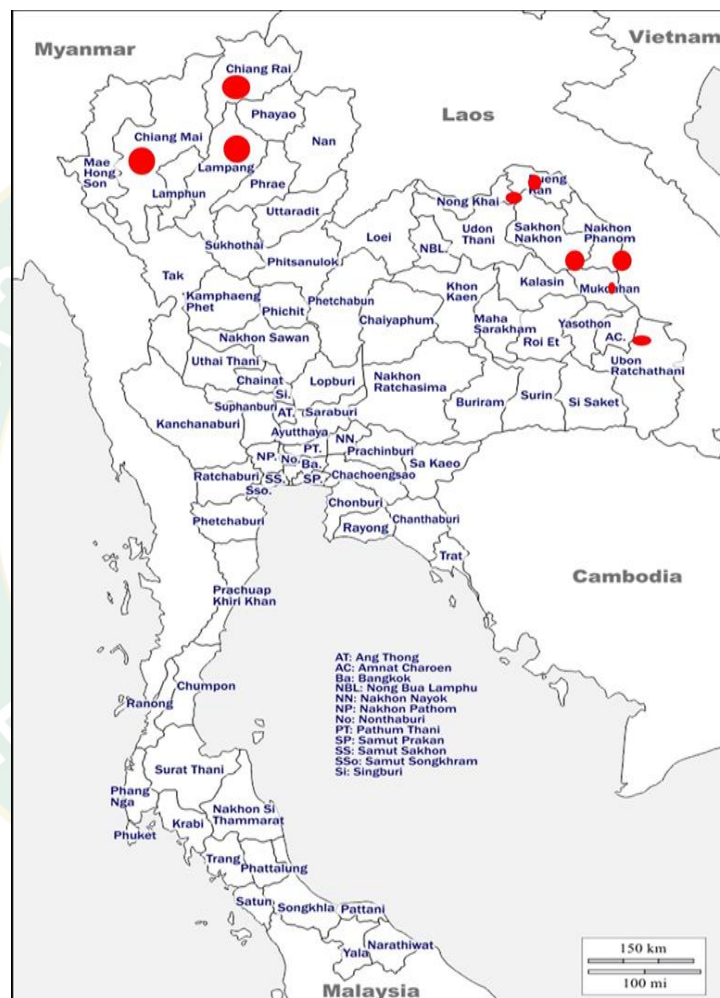 Myanmar
Vietnam
Chiang Rai
Laos
Phayao
Chiang Mai
Nan
Mae
Hong
Son
Lampang
Lamphun
Phrae
Nong Khai
Uttaradit
Loei
NBL.
Udon
Thani
Sakhon
Nakhon
Nakhon
Phanom
Sukhothai
Phitsanulok
Tak
Kamphaeng
Phet
Phichit
Phetchabun
Chaiyaphum
Khon
Kaen
Kalasin
Maha
Sarakham
Roi Et
Yasothon
AC.
Ubon
Ratchathani
Nakhon Sawan
Uthai Thani
Chainat
Si.
Lopburi
Nakhon
Ratchasima
Buriram
Surin
Si Saket
Suphanburi
AT.
Saraburi
Kanchanaburi
Ayutthaya
NN.
PT.
Prachinburi
NP.
No.
Ba.
Sa Kaeo
Ratchaburi
SS.
SP.
Chachoengsao
Sso.
Chonburi
Phetchaburi
Rayong
Chanthaburi
Trat
Cambodia
Prachuap
Khiri Khan
AT: Ang Thong
AC: Amnat Charoen
Ba: Bangkok
NBL: Nong Bua Lamphu
NN: Nakhon Nayok
NP: Nakhon Pathom
No: Nonthaburi
PT: Pathum Thani
SP: Samut Prakan
SS: Samut Sakhon
SSo: Samut Songkhram
Si: Singburi
Chumpon
Ranong
Surat Thani
Phang
Nga
Phuket
Krabi
Nakhon Si
Thammarat
Trang
Phattalung
Satun
Songkhla
Pattani
Yala
Narathiwat
Malaysia
150 km
100 mi